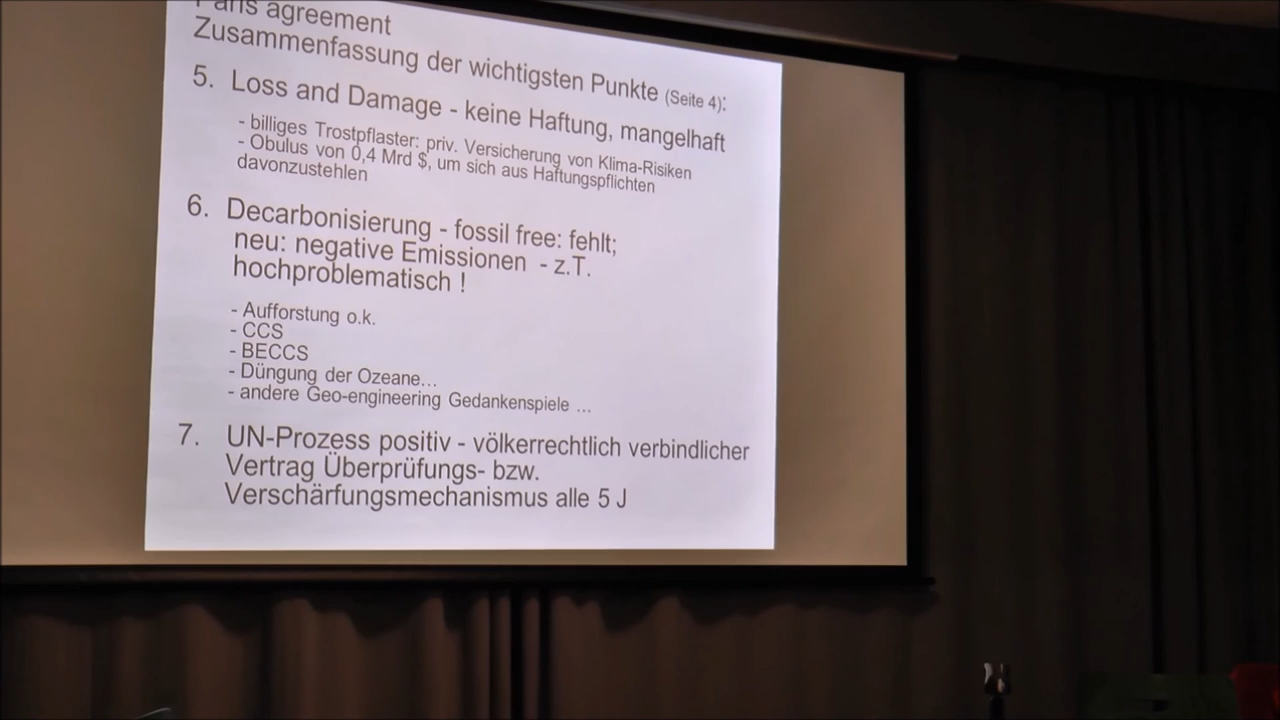 Paris agreement
Zusammenfassung der wichtigsten Punkte (Seite 4):
5. Loss and Damage - keine Haftung, mangelhaft
- billiges Trostpflaster: priv. Versicherung von Klima-Risiken
- Obulus von 0,4 Mrd $, um sich aus Haftungspflichten
davonzustehlen
6. Decarbonisierung - fossil free: fehlt;
neu: negative Emissionen - z.T.
hochproblematisch !
- Aufforstung o.k.
- CCS
- BECCS
- Düngung der Ozeane...
- andere Geo-engineering Gedankenspiele ...
7. UN-Prozess positiv - völkerrechtlich verbindlicher
Vertrag Überprüfungs- bzw.
Verschärfungsmechanismus alle 5 J